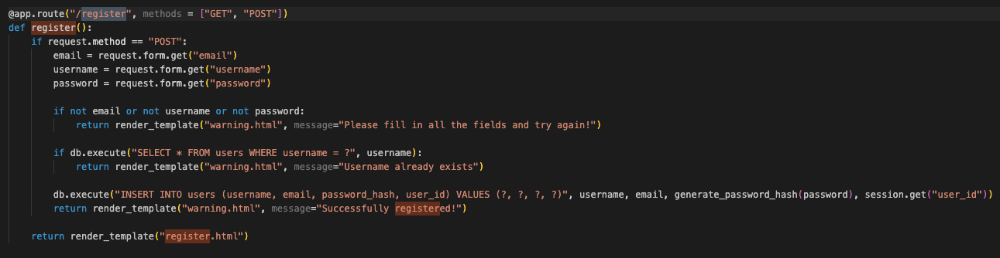 @app.route("/register", methods = ["GET", "POST"])
def register():
    if request.method == "POST":
        email = request.form.get("email")
        username = request.form.get("username")
        password = request.form.get("password")

        if not email or not username or not password:
            return render_template("warning.html", message="Please fill in all the fields and try again!")

        if db.execute("SELECT * FROM users WHERE username = ?", username):
            return render_template("warning.html", message="Username already exists")

        db.execute("INSERT INTO users (username, email, password_hash, user_id) VALUES (?, ?, ?, ?)", username, email, generate_password_hash(password), session.get("user_id"))
        return render_template("warning.html", message="Successfully registered!")

    return render_template("register.html")